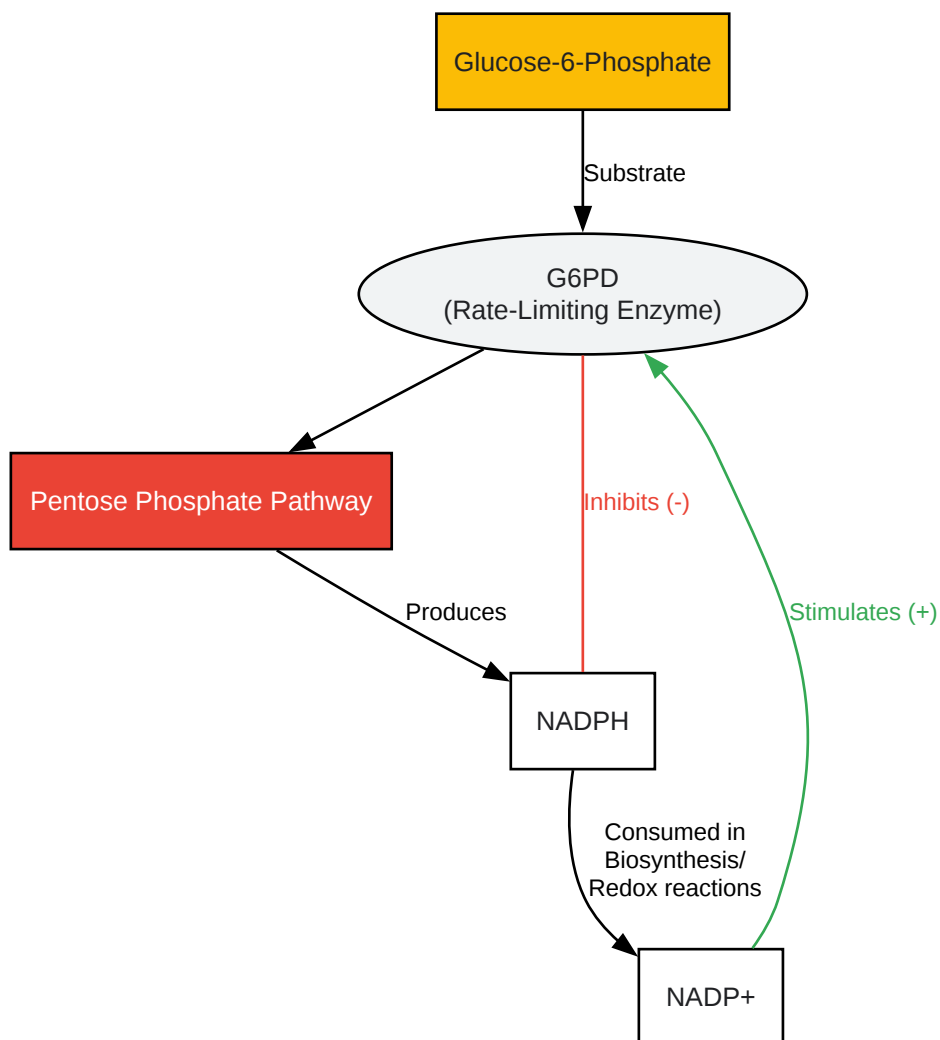 Glucose-6-Phosphate
Substrate
G6PD
(Rate-Limiting Enzyme)
Pentose Phosphate Pathway
Inhibits (-)
Produces
Stimulates (+)
NADPH
Consumed in
Biosynthesis/
Redox reactions
NADP+